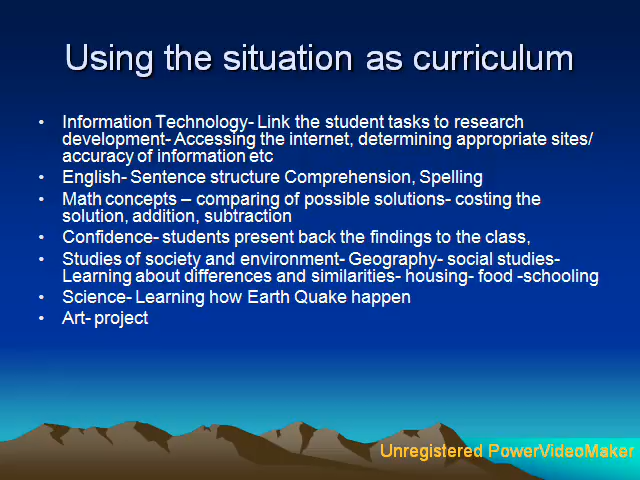 Using the situation as curriculum
• Information Technology- Link the student tasks to research
development- Accessing the internet, determining appropriate sites/
accuracy of information etc
• English- Sentence structure Comprehension, Spelling
• Math concepts – comparing of possible solutions- costing the
solution, addition, subtraction
• Confidence- students present back the findings to the class,
• Studies of society and environment- Geography- social studies-
Learning about differences and similarities- housing- food -schooling
• Science- Learning how Earth Quake happen
• Art- project
Unregistered PowerVideoMaker